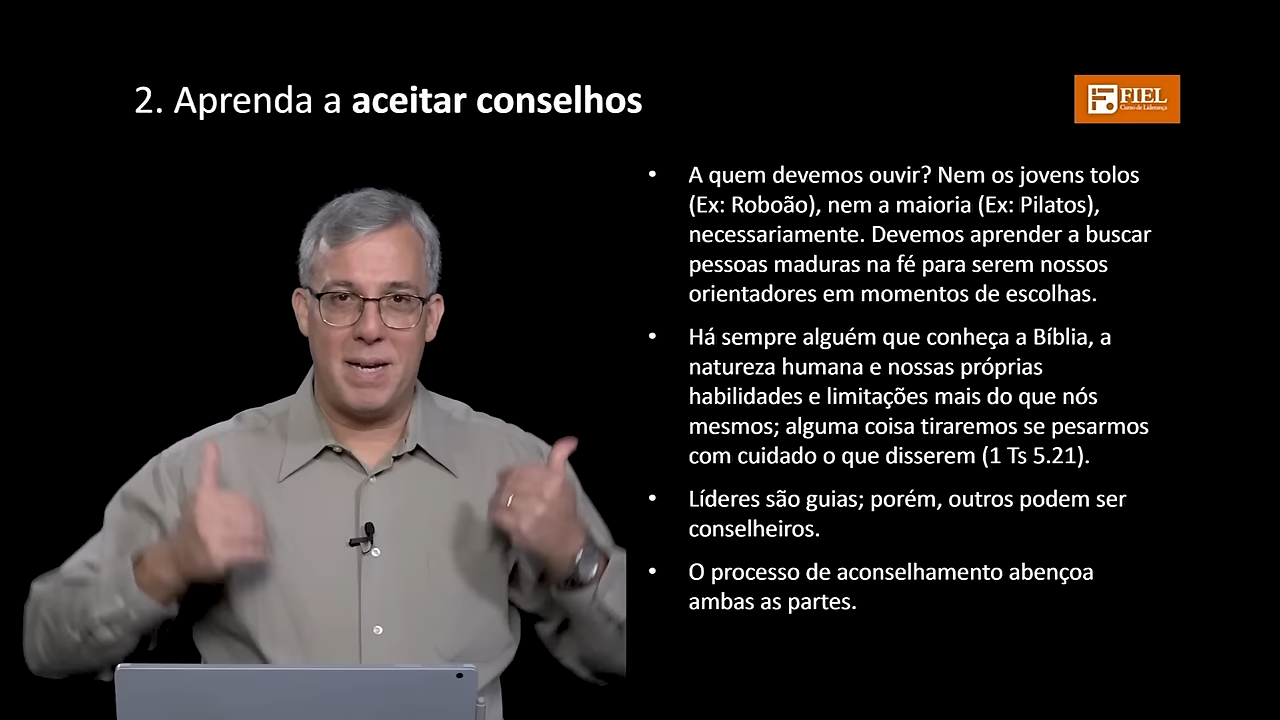 2. Aprenda a aceitar conselhos
FIEL
Curso de Liderança
• A quem devemos ouvir? Nem os jovens tolos
(Ex: Roboão), nem a maioria (Ex: Pilatos),
necessariamente. Devemos aprender a buscar
pessoas maduras na fé para serem nossos
orientadores em momentos de escolhas.
• Há sempre alguém que conheça a Bíblia, a
natureza humana e nossas próprias
habilidades e limitações mais do que nós
mesmos; alguma coisa tiraremos se pesarmos
com cuidado o que disserem (1 Ts 5.21).
• Líderes são guias; porém, outros podem ser
conselheiros.
• O processo de aconselhamento abençoa
ambas as partes.